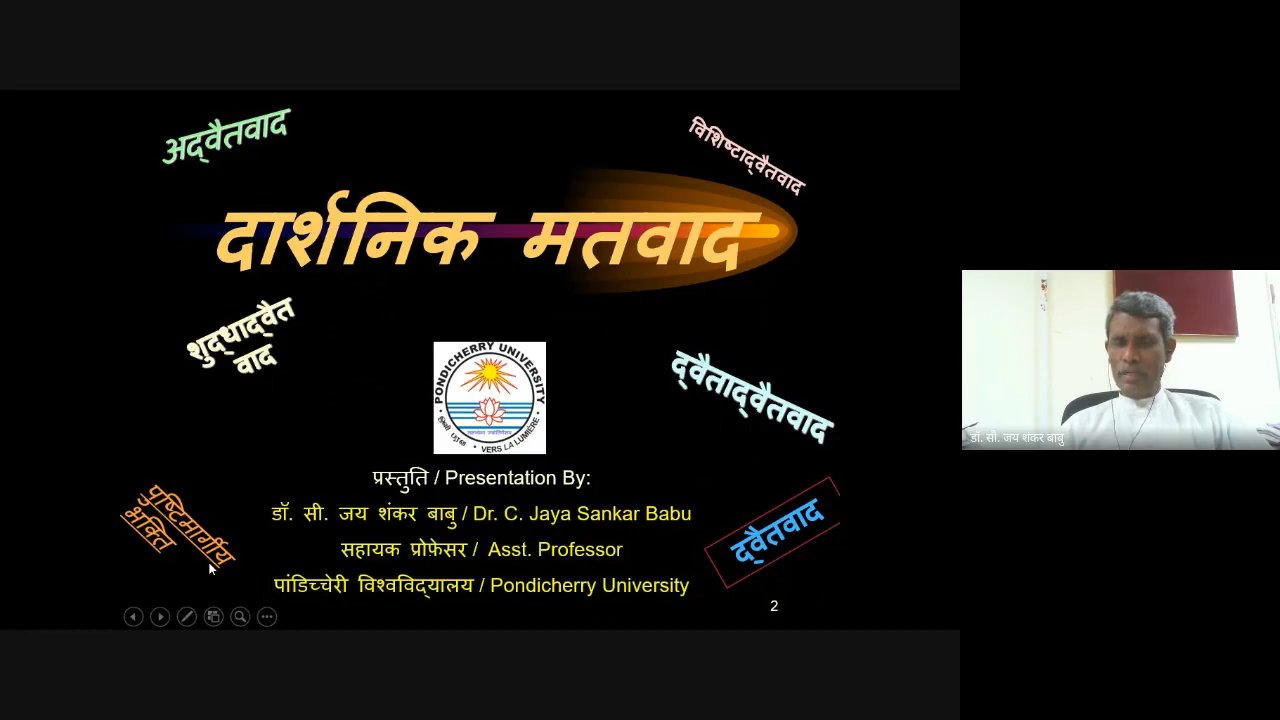 अद्वैतवाद
विशिष्टाद्वैतवाद
दार्शनिक मतवाद
शुद्धाद्वैत
वाद
PONDICHERRY UNIVERSITY
VERS LA LUMIÈRE
द्वैताद्वैतवाद
प्रस्तुति / Presentation By:
पुष्टिमार्गीय
भक्ति
डॉ. सी. जय शंकर बाबु / Dr. C. Jaya Sankar Babu
द्वैतवाद
सहायक प्रोफ़ेसर / Asst. Professor
पांडिच्चेरी विश्वविद्यालय / Pondicherry University
2
डॉ. सी. जय शंकर बाबु